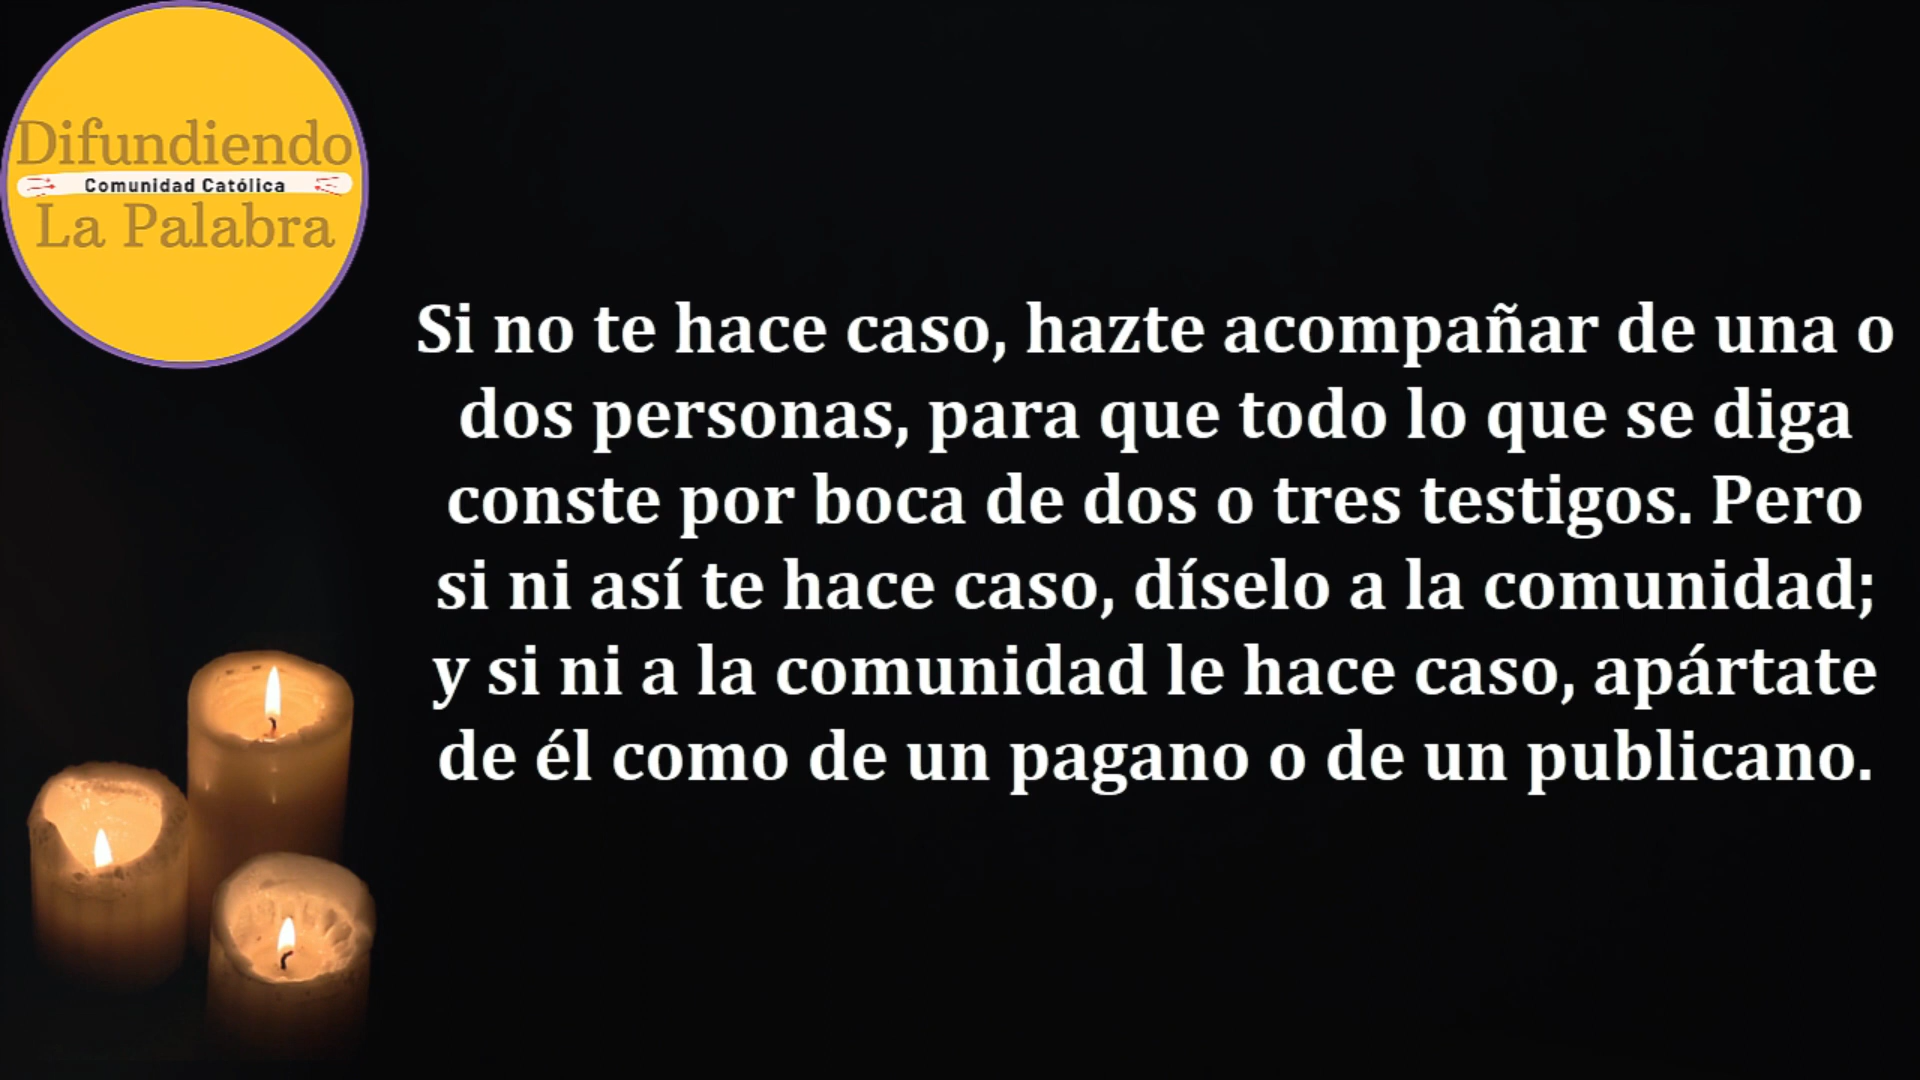 Difundiendo
Comunidad Católica
La Palabra
Si no te hace caso, hazte acompañar de una o
dos personas, para que todo lo que se diga
conste por boca de dos o tres testigos. Pero
si ni así te hace caso, díselo a la comunidad;
y si ni a la comunidad le hace caso, apártate
de él como de un pagano o de un publicano.